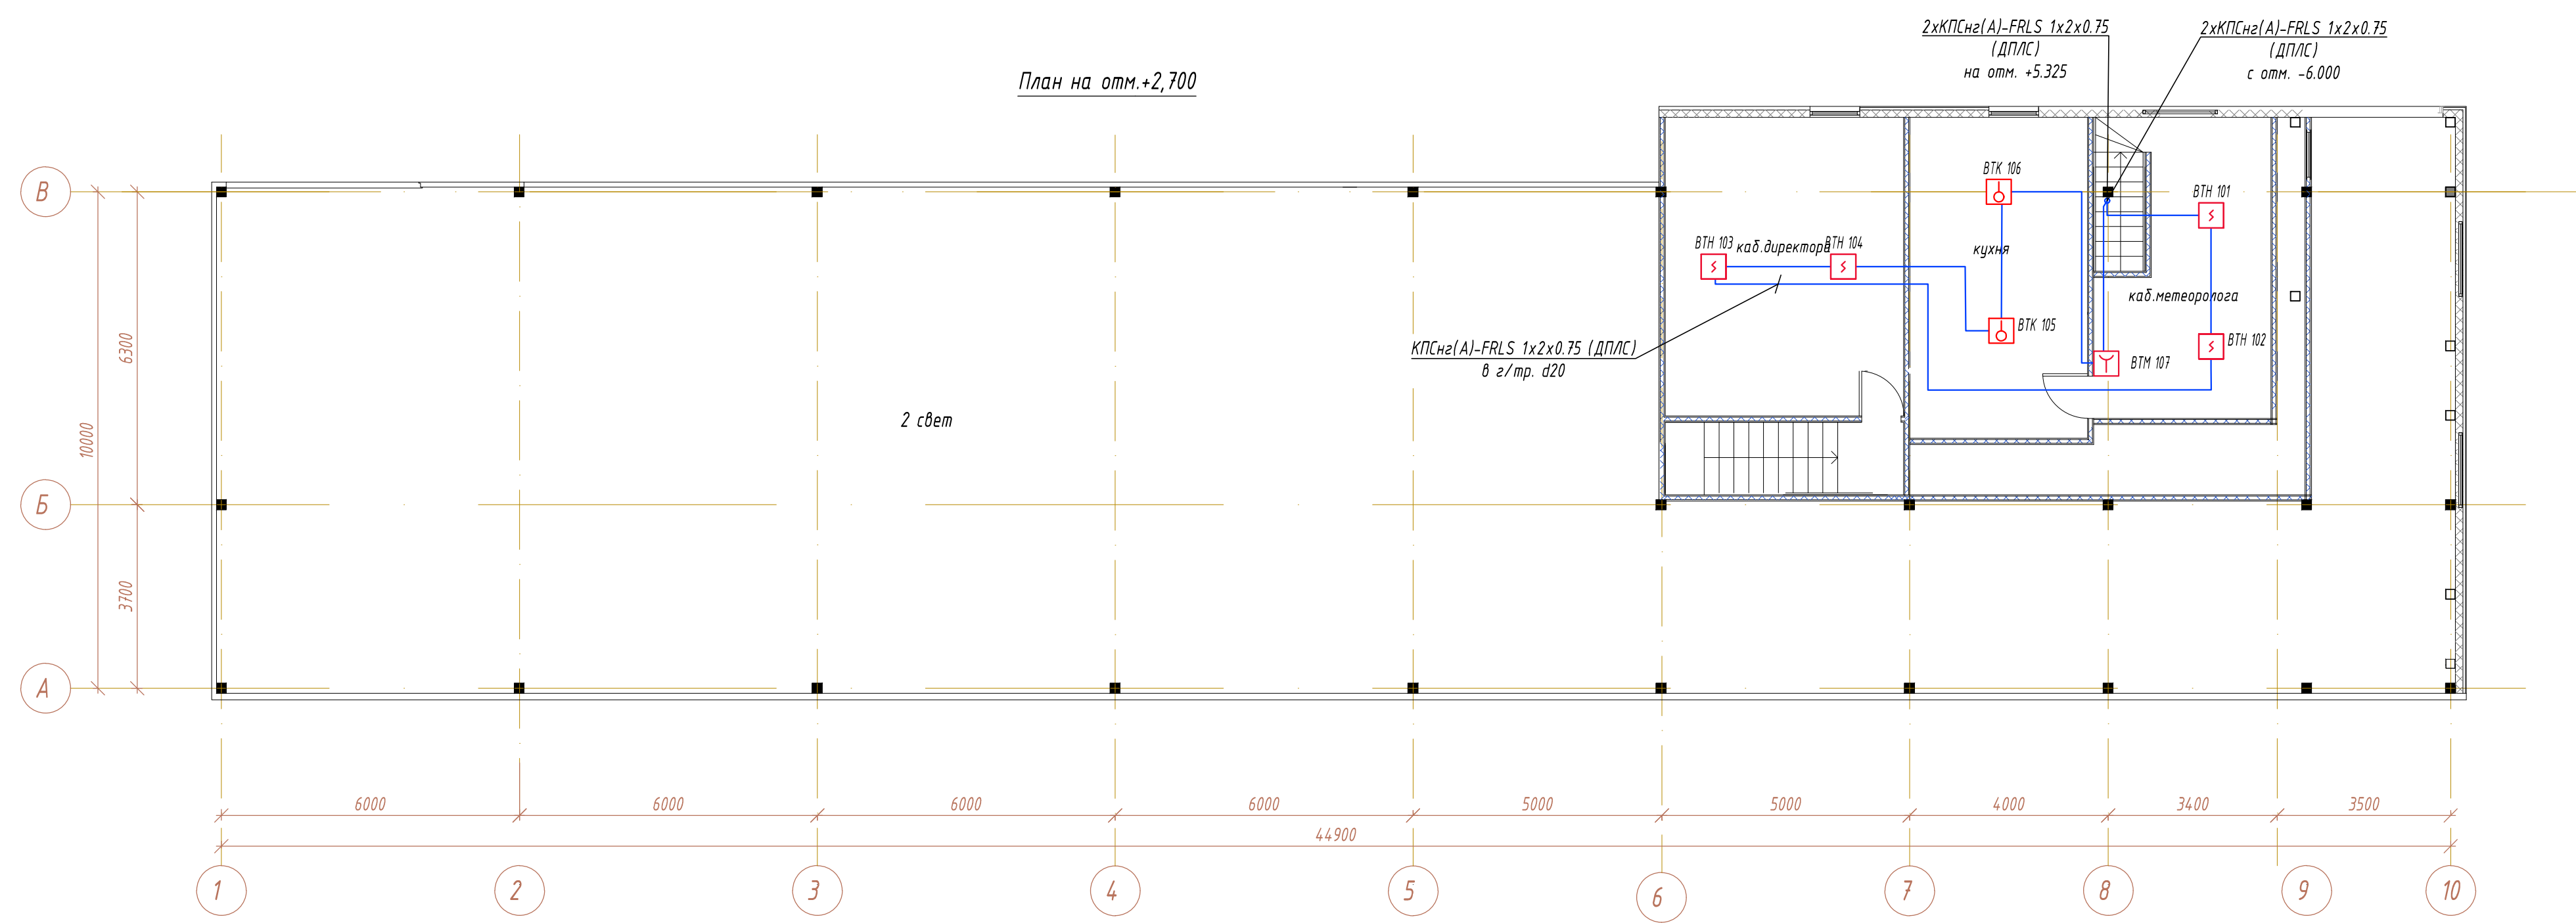 2хКПСнг(А)-FRLS 1х2х0.75
(ДПЛС)
на отм. +5.325
2хКПСнг(А)-FRLS 1х2х0.75
(ДПЛС)
с отм. -6.000
План на отм.+2,700
В
ВТК 106
ВТН 101
ВТН 103
каб.директора
ВТН 104
кухня
каб.метеоролога
ВТК 105
ВТН 102
ВТМ 107
КПСнг(А)-FRLS 1х2х0.75 (ДПЛС)
в г/тр. d20
6300
10000
2 свет
Б
3700
А
6000
6000
6000
6000
5000
5000
4000
3400
3500
44900
1
2
3
4
5
6
7
8
9
10